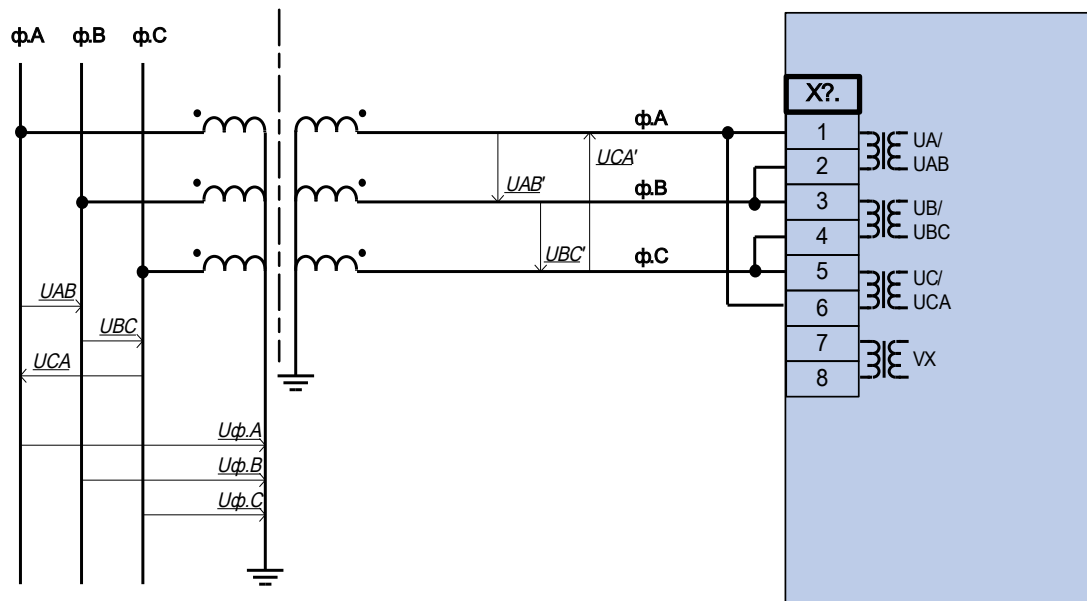 ф.A ф.B ф.C
X?.
ф.A
1
UA/
UAB
UCA'
2
UAB'
ф.B
3
UB/
UBC
4
UBC'
ф.C
5
UC/
UCA
6
UAB
UBC
7
VX
UCA
8
Uф.A
Uф.B
Uф.C